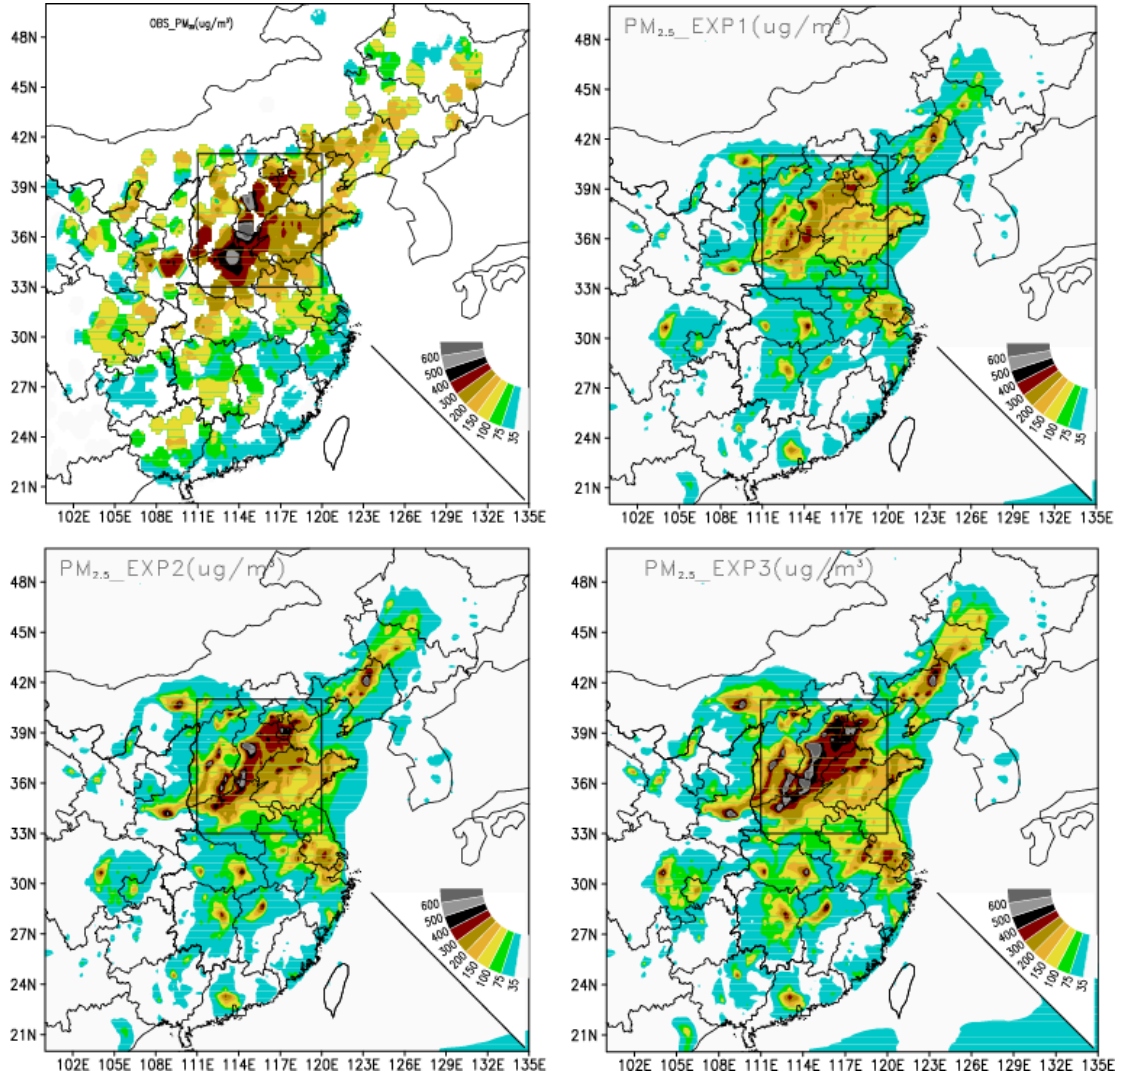 OBS_PM₂.₅(ug/m³)
48N
45N
42N
39N
36N
33N
30N
27N
24N
21N
102E 105E 108E 111E 114E 117E 120E 123E 126E 129E 132E 135E
600
500
400
300
200
150
100
75
35
PM₂.₅_EXP1(ug/m³)
48N
45N
42N
39N
36N
33N
30N
27N
24N
21N
102E 105E 108E 111E 114E 117E 120E 123E 126E 129E 132E 135E
600
500
400
300
200
150
100
75
35
PM₂.₅_EXP2(ug/m³)
48N
45N
42N
39N
36N
33N
30N
27N
24N
21N
102E 105E 108E 111E 114E 117E 120E 123E 126E 129E 132E 135E
600
500
400
300
200
150
100
75
35
PM₂.₅_EXP3(ug/m³)
48N
45N
42N
39N
36N
33N
30N
27N
24N
21N
102E 105E 108E 111E 114E 117E 120E 123E 126E 129E 132E 135E
600
500
400
300
200
150
100
75
35